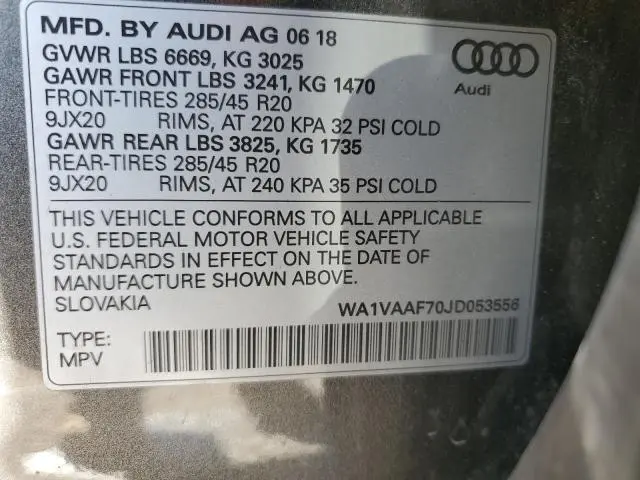 MFD. BY AUDI AG 06 18
GVWR LBS 6669, KG 3025
GAWR FRONT LBS 3241, KG 1470
FRONT-TIRES 285/45 R20
9JX20 RIMS, AT 220 KPA 32 PSI COLD
GAWR REAR LBS 3825, KG 1735
REAR-TIRES 285/45 R20
9JX20 RIMS, AT 240 KPA 35 PSI COLD
Audi
THIS VEHICLE CONFORMS TO ALL APPLICABLE
U.S. FEDERAL MOTOR VEHICLE SAFETY
STANDARDS IN EFFECT ON THE DATE OF
MANUFACTURE SHOWN ABOVE.
SLOVAKIA WA1VAAF70JD053556
TYPE:
MPV